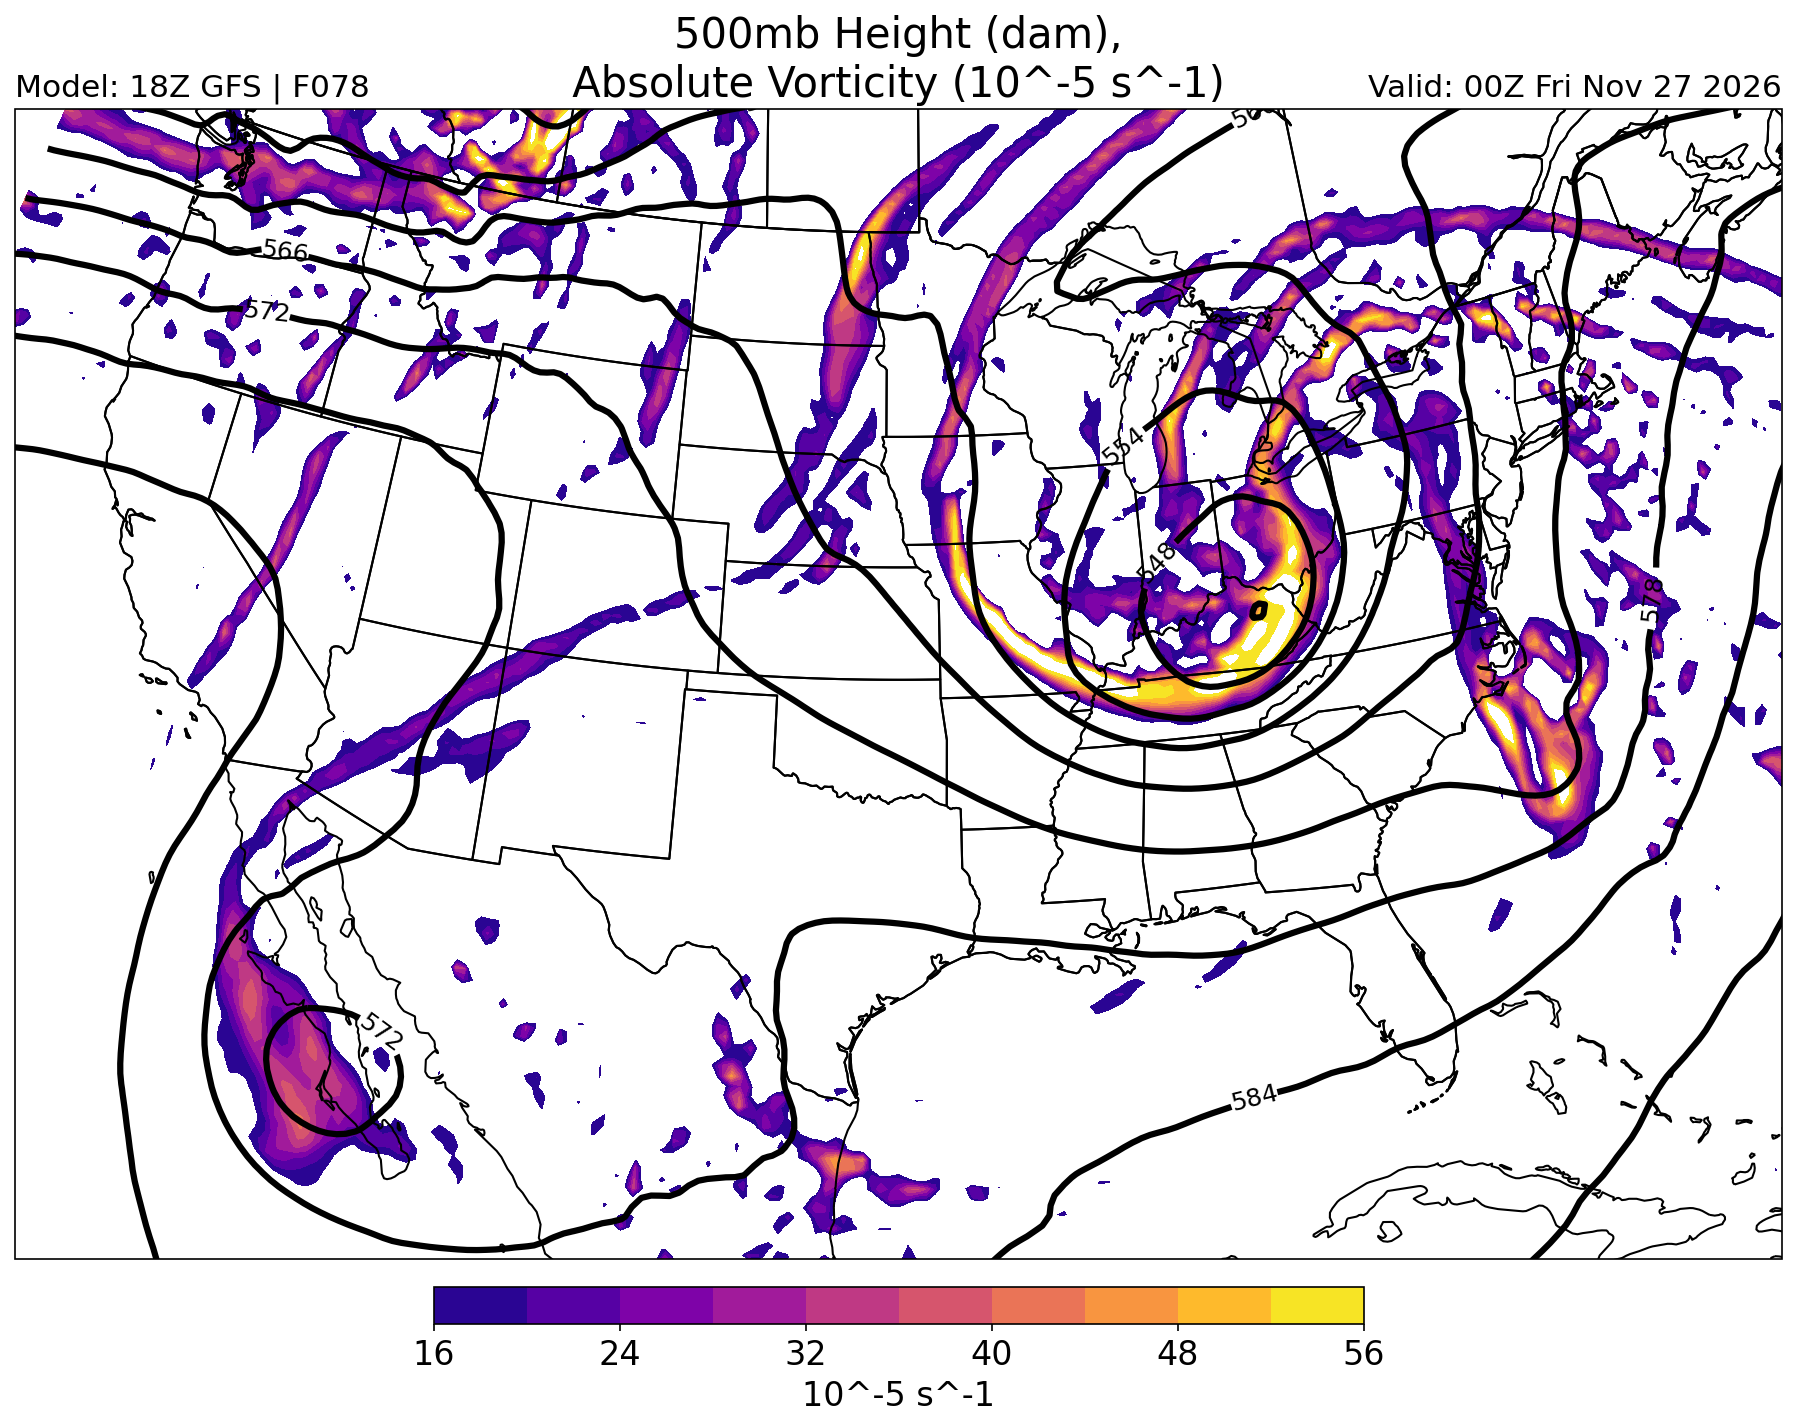 500mb Height (dam),
Absolute Vorticity (10^-5 s^-1)
Model: 18Z GFS | F078
Valid: 00Z Fri Nov 27 2026
566
572
554
548
578
572
584
16 24 32 40 48 56
10^-5 s^-1